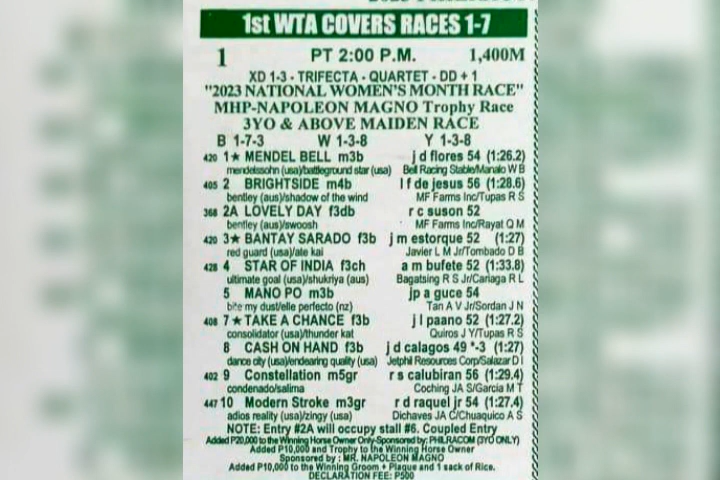 1st WTA COVERS RACES 1-7
1 PT 2:00 P.M. 1,400M
XD 1-3 - TRIFECTA - QUARTET - DD + 1
"2023 NATIONAL WOMEN'S MONTH RACE"
MHP-NAPOLEON MAGNO Trophy Race
3YO & ABOVE MAIDEN RACE
B 1-7-3 W 1-3-8 Y 1-3-8
420 1★ MENDEL BELL m3b j d flores 54 (1:26.2)
mendelssohn (usa)/battleground star (usa) Bell Racing Stable/Manalo W B
405 2 BRIGHTSIDE m4b l f de jesus 56 (1:28.6)
bentley (aus)/shadow of the wind MF Farms Inc/Tupas R S
368 2A LOVELY DAY f3db r c suson 52
bentley (aus)/swoosh MF Farms Inc/Rayat Q M
420 3★ BANTAY SARADO f3b j m estorque 52 (1:27)
red guard (usa)/ate kai Javier L M Jr/Tombado D B
428 4 STAR OF INDIA f3ch a m bufete 52 (1:33.8)
ultimate goal (usa)/shukriya (aus) Bagatsing R S Jr/Cariaga R L
5 MANO PO m3b jp a guce 54
bite my dust/elle perfecto (nz) Tan A V Jr/Sordan J N
408 7★ TAKE A CHANCE f3b j l paano 52 (1:27.2)
consolidator (usa)/thunder kat Quiros J Y/Tupas R S
8 CASH ON HAND f3b j d calagos 49 *-3 (1:27)
dance city (usa)/endearing quality (usa) Jetphil Resources Corp/Salazar D I
402 9 Constellation m5gr r s calubiran 56 (1:29.4)
condenado/salima Coching JA S/Garcia M T
447 10 Modern Stroke m3gr r d raquel jr 54 (1:27.4)
adios reality (usa)/zingy (usa) Dichaves JA C/Chuaquico A S
NOTE: Entry #2A will occupy stall #6. Coupled Entry
Added P20,000 to the Winning Horse Owner Only-Sponsored by: PHILRACOM (3YO ONLY)
Added P10,000 and Trophy to the Winning Horse Owner
Sponsored by : MR. NAPOLEON MAGNO
Added P10,000 to the Winning Groom + Plaque and 1 sack of Rice.
DECLARATION FEE: P500